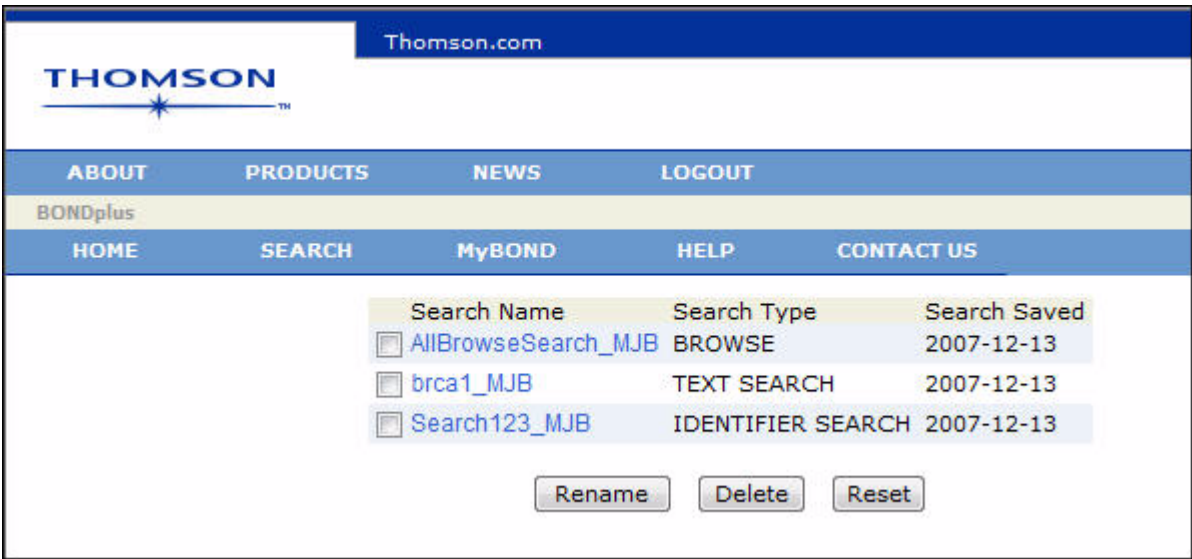 Thomson.com
THOMSON
TM
ABOUT PRODUCTS NEWS LOGOUT
BONDplus
HOME SEARCH MyBOND HELP CONTACT US
Search Name Search Type Search Saved
AllBrowseSearch_MJB BROWSE 2007-12-13
brca1_MJB TEXT SEARCH 2007-12-13
Search123_MJB IDENTIFIER SEARCH 2007-12-13
Rename Delete Reset